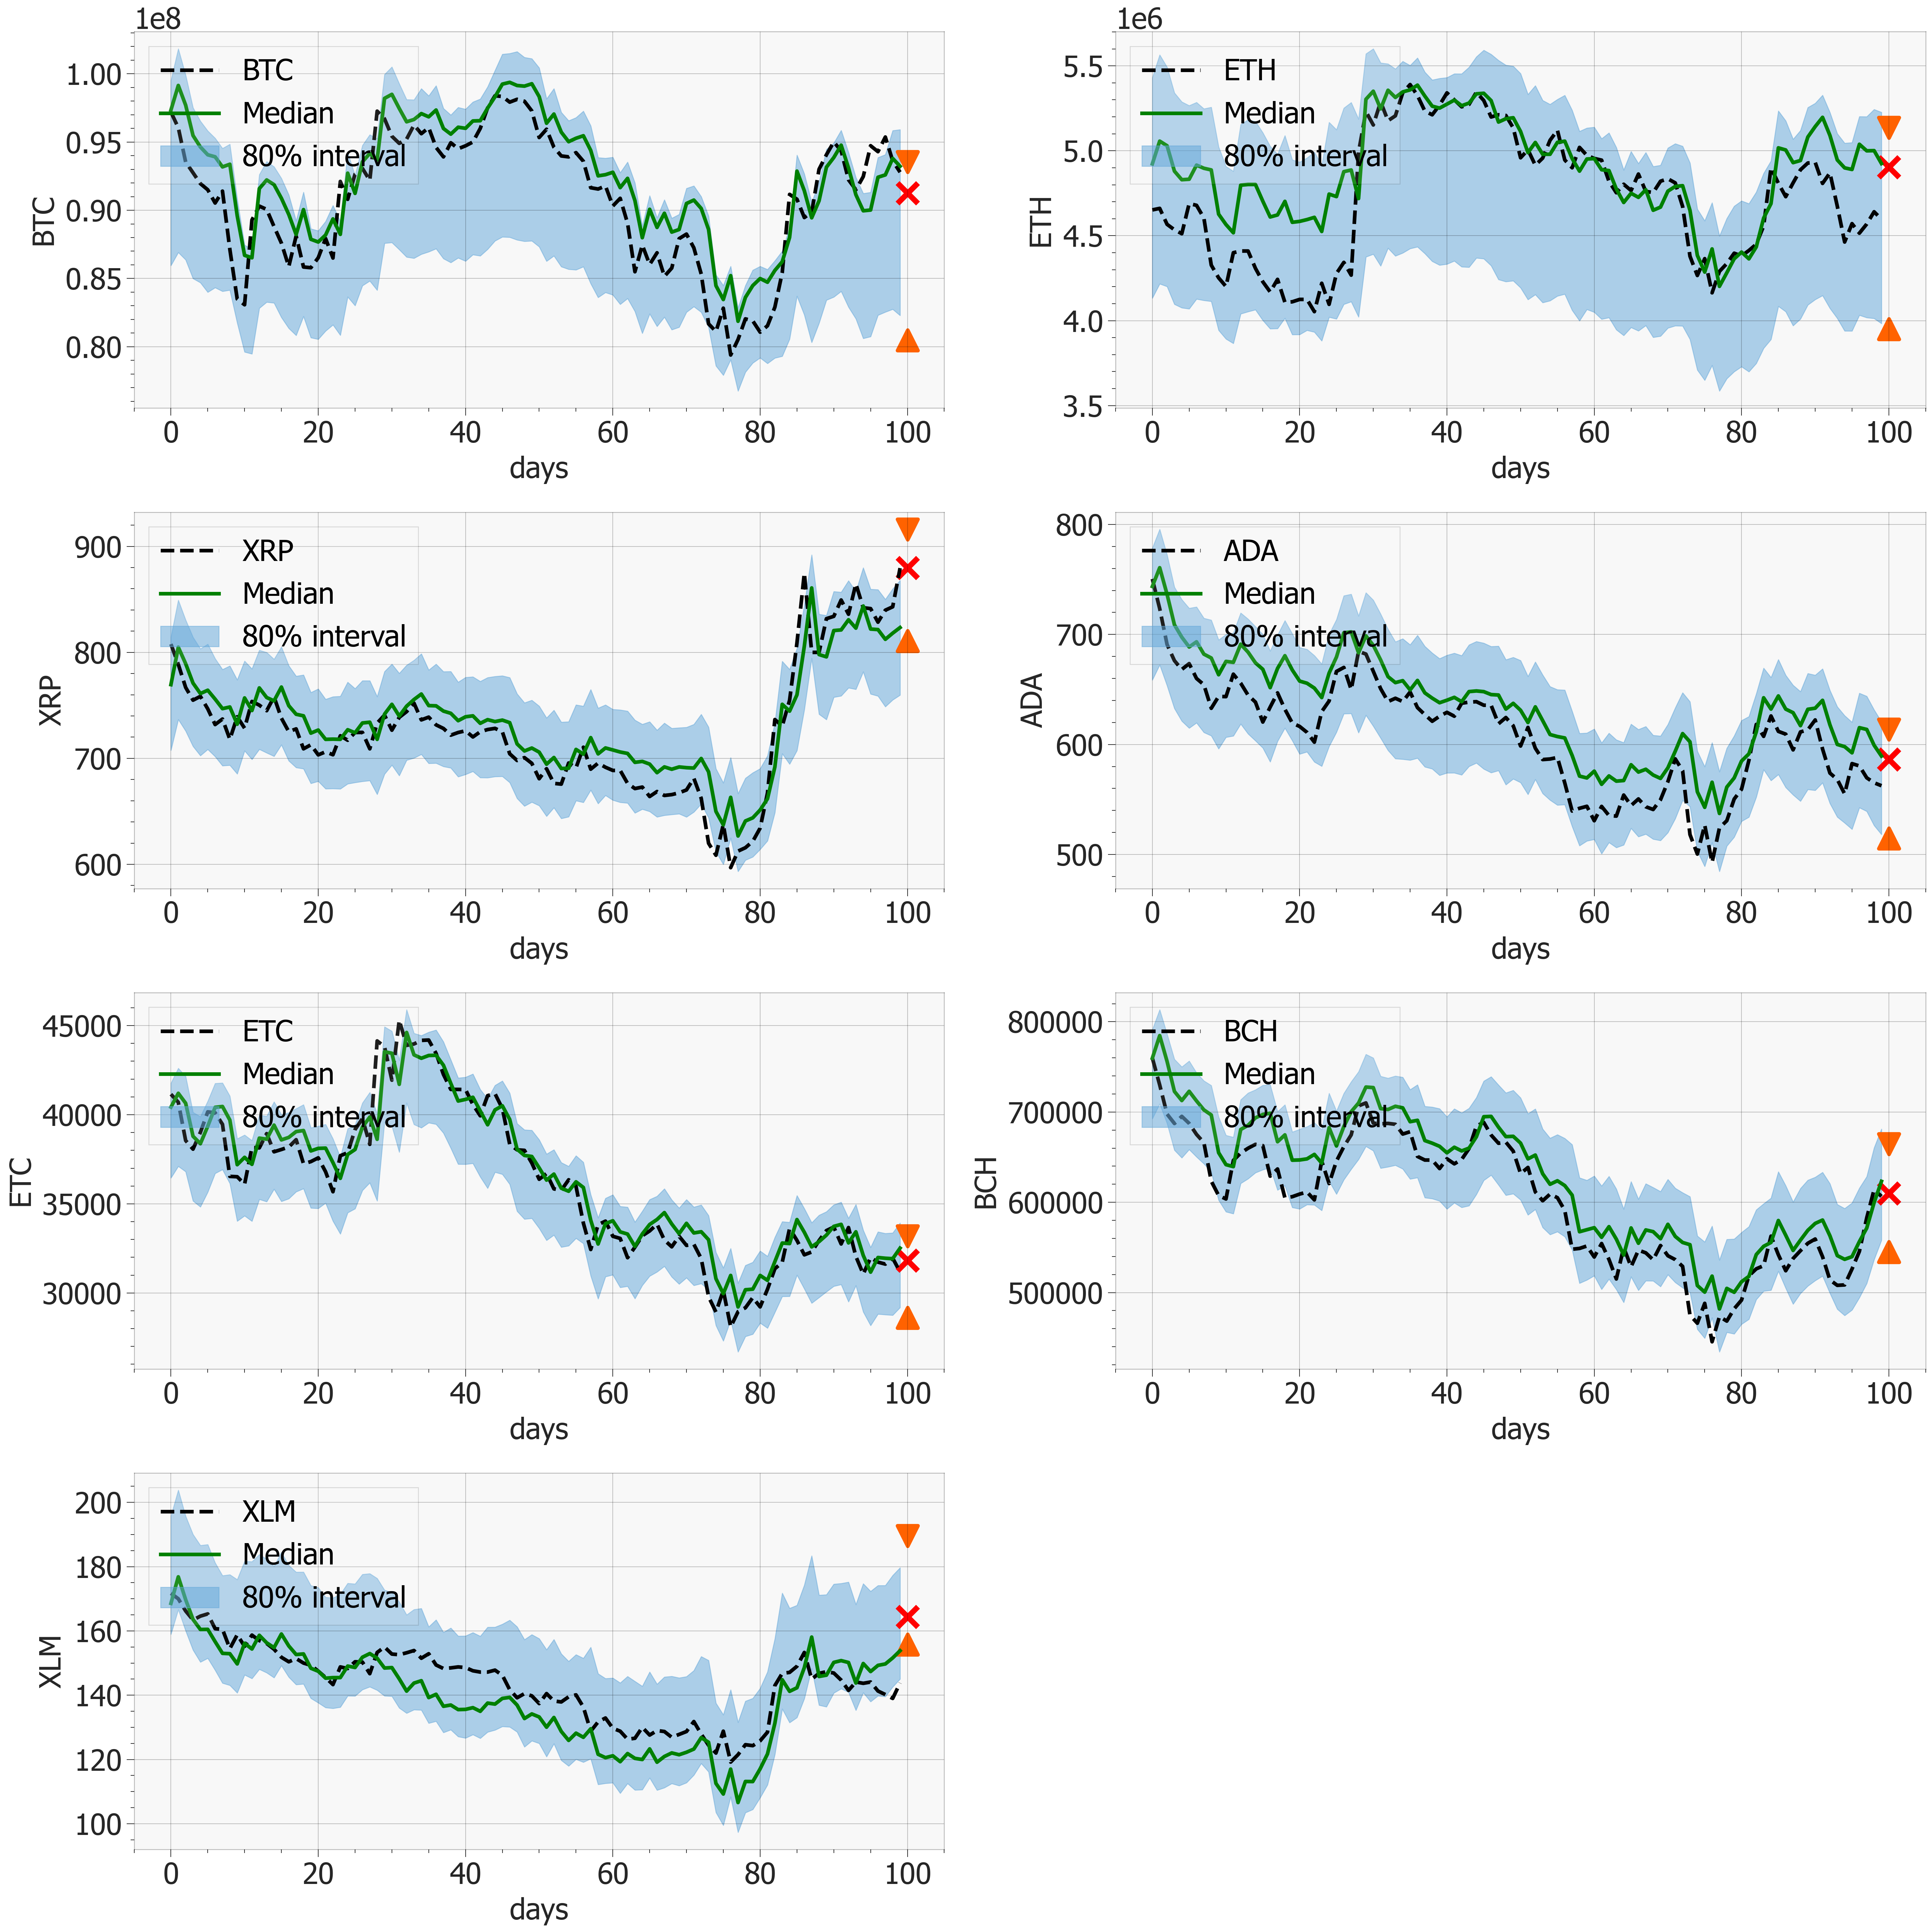 1e8
BTC
Median
80% interval
1.00
0.95
0.90
0.85
0.80
BTC
0 20 40 60 80 100
days
1e6
ETH
Median
80% interval
5.5
5.0
4.5
4.0
3.5
ETH
0 20 40 60 80 100
days
XRP
Median
80% interval
900
800
700
600
XRP
0 20 40 60 80 100
days
ADA
Median
80% interval
800
700
600
500
ADA
0 20 40 60 80 100
days
ETC
Median
80% interval
45000
40000
35000
30000
ETC
0 20 40 60 80 100
days
BCH
Median
80% interval
800000
700000
600000
500000
BCH
0 20 40 60 80 100
days
XLM
Median
80% interval
200
180
160
140
120
100
XLM
0 20 40 60 80 100
days